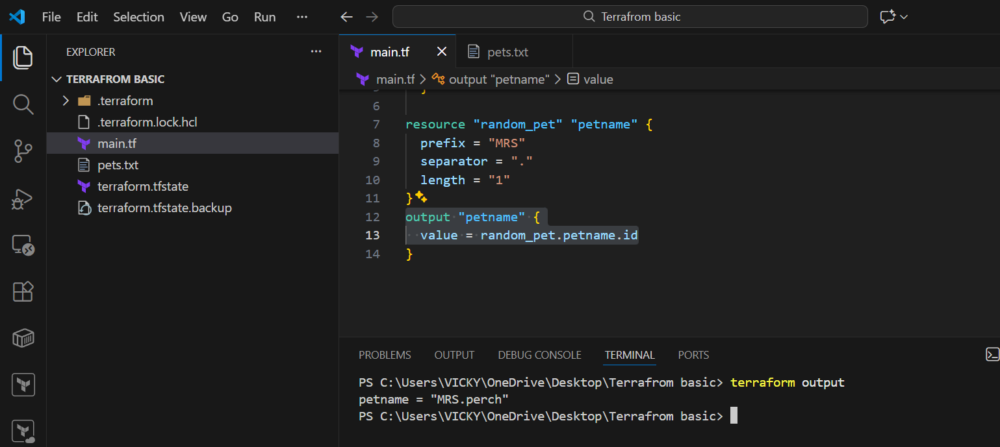 File Edit Selection View Go Run ··· Terrafrom basic
EXPLORER ···
TERRAFROM BASIC
.terraform
.terraform.lock.hcl
main.tf
pets.txt
terraform.tfstate
terraform.tfstate.backup
main.tf pets.txt
main.tf > output "petname" > value
6
7 resource "random_pet" "petname" {
8 prefix = "MRS"
9 separator = "."
10 length = "1"
11 }
12 output "petname" {
13 value = random_pet.petname.id
14 }
PROBLEMS OUTPUT DEBUG CONSOLE TERMINAL PORTS
PS C:\Users\VICKY\OneDrive\Desktop\Terrafrom basic> terraform output
petname = "MRS.perch"
PS C:\Users\VICKY\OneDrive\Desktop\Terrafrom basic>